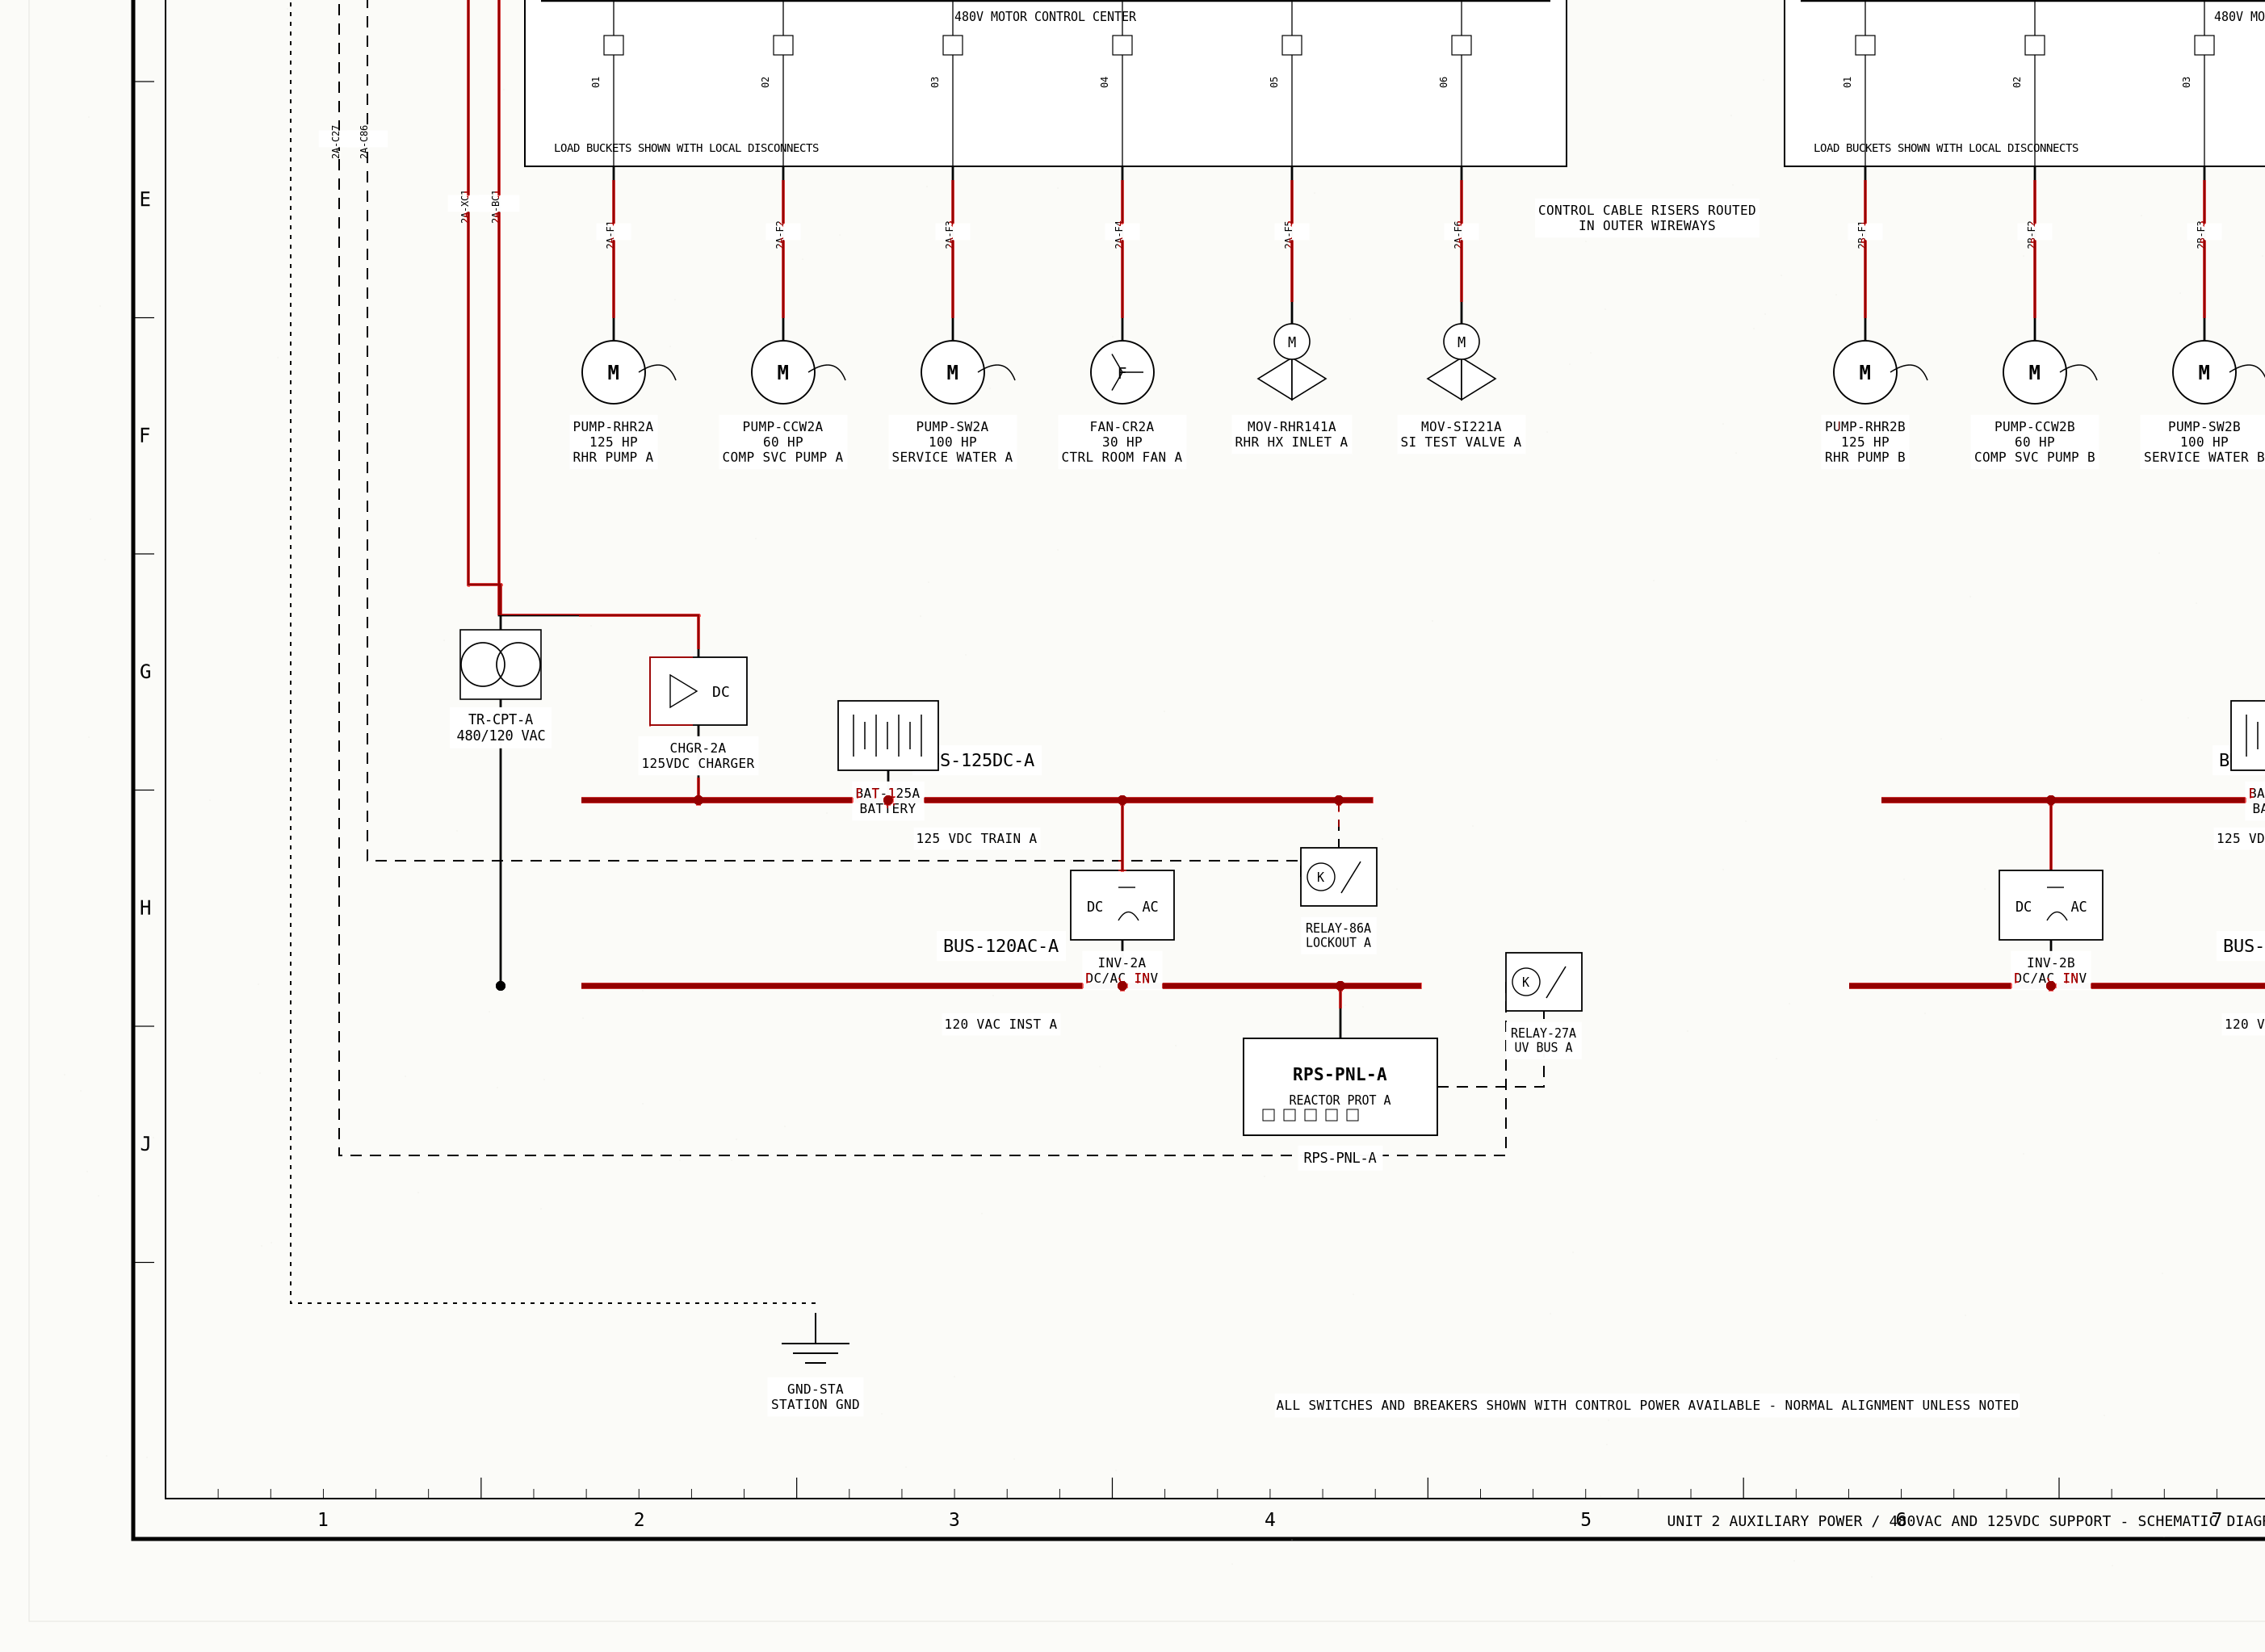 480V MOTOR CONTROL CENTER
480V MO
01
02
03
04
05
06
01
02
03
LOAD BUCKETS SHOWN WITH LOCAL DISCONNECTS
LOAD BUCKETS SHOWN WITH LOCAL DISCONNECTS
2A-C27
2A-C86
2A-XC1
2A-BC1
E
2A-F1
2A-F2
2A-F3
2A-F4
2A-F5
2A-F6
CONTROL CABLE RISERS ROUTED
IN OUTER WIREWAYS
2B-F1
2B-F2
2B-F3
M
M
M
F
M
M
M
M
M
F
PUMP-RHR2A
125 HP
RHR PUMP A
PUMP-CCW2A
60 HP
COMP SVC PUMP A
PUMP-SW2A
100 HP
SERVICE WATER A
FAN-CR2A
30 HP
CTRL ROOM FAN A
MOV-RHR141A
RHR HX INLET A
MOV-SI221A
SI TEST VALVE A
PUMP-RHR2B
125 HP
RHR PUMP B
PUMP-CCW2B
60 HP
COMP SVC PUMP B
PUMP-SW2B
100 HP
SERVICE WATER B
G
TR-CPT-A
480/120 VAC
DC
CHGR-2A
125VDC CHARGER
S-125DC-A
B
BAT-125A
BATTERY
BA
BA
125 VDC TRAIN A
125 VD
H
K
RELAY-86A
LOCKOUT A
DC AC
DC AC
BUS-120AC-A
BUS-
INV-2A
DC/AC INV
INV-2B
DC/AC INV
120 VAC INST A
120 V
K
RELAY-27A
UV BUS A
RPS-PNL-A
REACTOR PROT A
J
RPS-PNL-A
GND-STA
STATION GND
ALL SWITCHES AND BREAKERS SHOWN WITH CONTROL POWER AVAILABLE - NORMAL ALIGNMENT UNLESS NOTED
1
2
3
4
5
6
7
UNIT 2 AUXILIARY POWER / 480VAC AND 125VDC SUPPORT - SCHEMATIC DIAGR